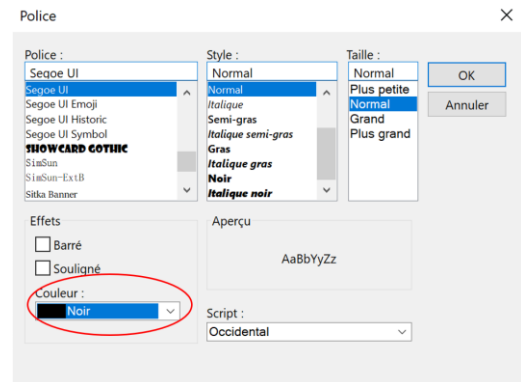 Police
Police :
Segoe UI
Segoe UI
Segoe UI Emoji
Segoe UI Historic
Segoe UI Symbol
SHOWCARD GOTHIC
SimSun
SimSun-ExtB
Sitka Banner
Style :
Normal
Normal
Italique
Semi-gras
Italique semi-gras
Gras
Italique gras
Noir
Italique noir
Taille :
Normal
Plus petite
Normal
Grand
Plus grand
OK
Annuler
Effets
Barré
Souligné
Couleur :
Noir
Aperçu
AaBbYyZz
Script :
Occidental